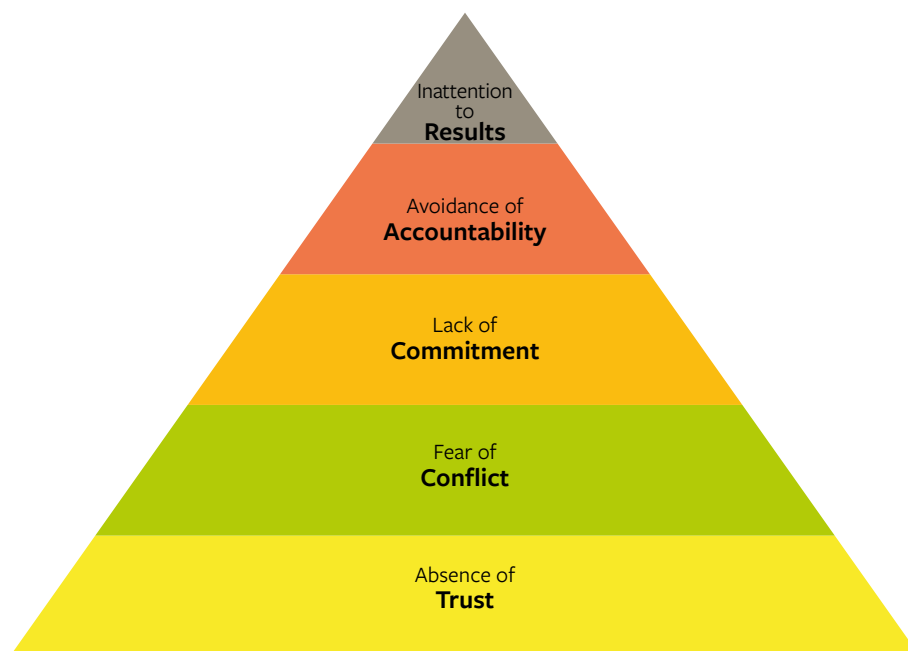 Inattention
to
Results
Avoidance of
Accountability
Lack of
Commitment
Fear of
Conflict
Absence of
Trust